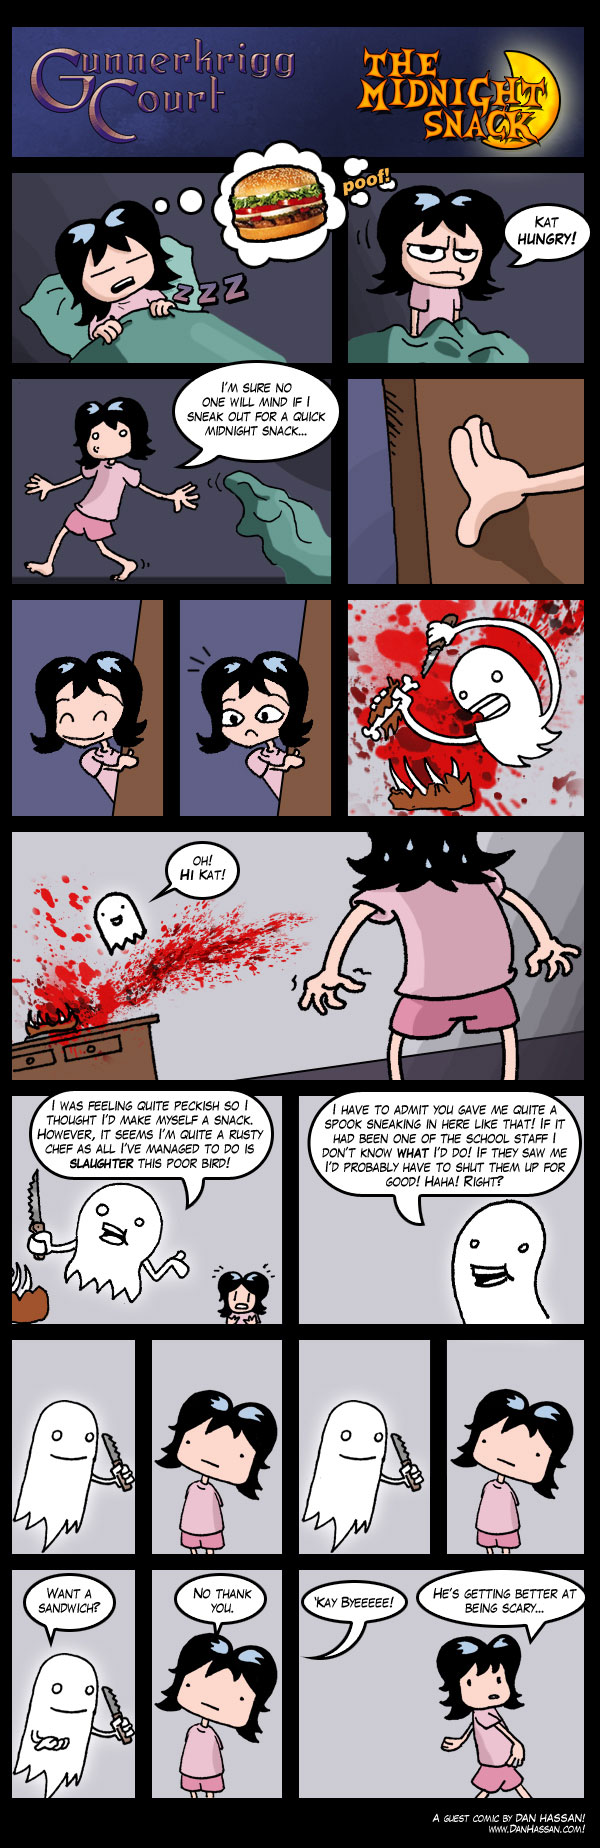 Gunnerkrigg
Court
THE
MIDNIGHT
SNACK
poof!
Z Z Z
KAT
HUNGRY!
I'M SURE NO
ONE WILL MIND IF I
SNEAK OUT FOR A QUICK
MIDNIGHT SNACK...
OH!
HI KAT!
I WAS FEELING QUITE PECKISH SO I
THOUGHT I'D MAKE MYSELF A SNACK.
HOWEVER, IT SEEMS I'M QUITE A RUSTY
CHEF AS ALL I'VE MANAGED TO DO IS
SLAUGHTER THIS POOR BIRD!
I HAVE TO ADMIT YOU GAVE ME QUITE A
SPOOK SNEAKING IN HERE LIKE THAT! IF IT
HAD BEEN ONE OF THE SCHOOL STAFF I
DON'T KNOW WHAT I'D DO! IF THEY SAW ME
I'D PROBABLY HAVE TO SHUT THEM UP FOR
GOOD! HAHA! RIGHT?
WANT A
SANDWICH?
NO THANK
YOU.
'KAY BYEEEEE!
HE'S GETTING BETTER AT
BEING SCARY...
A GUEST COMIC BY DAN HASSAN!
WWW.DANHASSAN.COM!